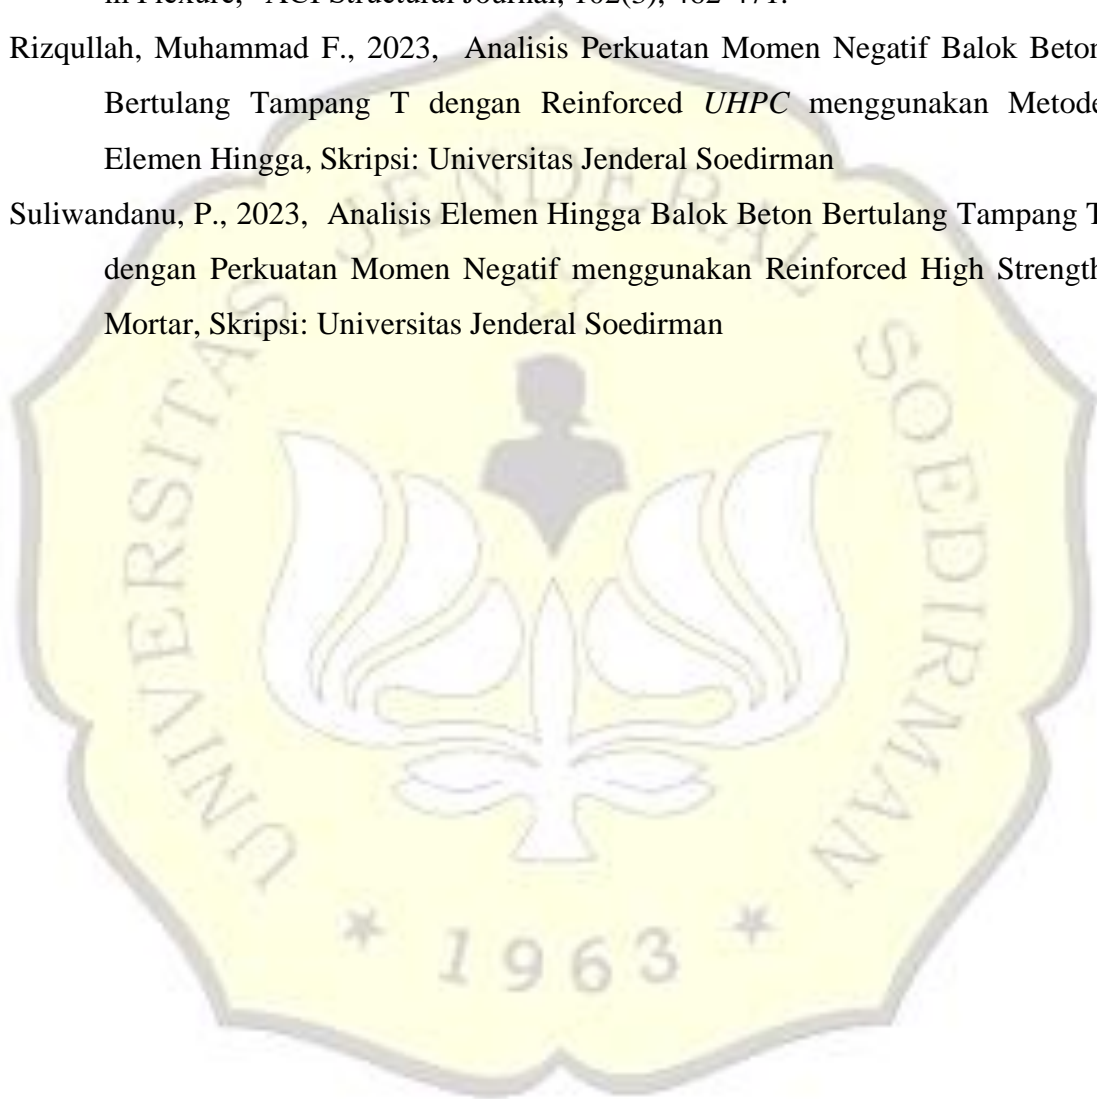 in Flexure," ACI Structural Journal, 102(3), 462-471.
Rizqullah, Muhammad F., 2023, Analisis Perkuatan Momen Negatif Balok Beton
Bertulang Tampang T dengan Reinforced UHPC menggunakan Metode
Elemen Hingga, Skripsi: Universitas Jenderal Soedirman
Suliwandanu, P., 2023, Analisis Elemen Hingga Balok Beton Bertulang Tampang T
dengan Perkuatan Momen Negatif menggunakan Reinforced High Strength
Mortar, Skripsi: Universitas Jenderal Soedirman
UNIVERSITAS JENDERAL SOEDIRMAN
* 1963 *